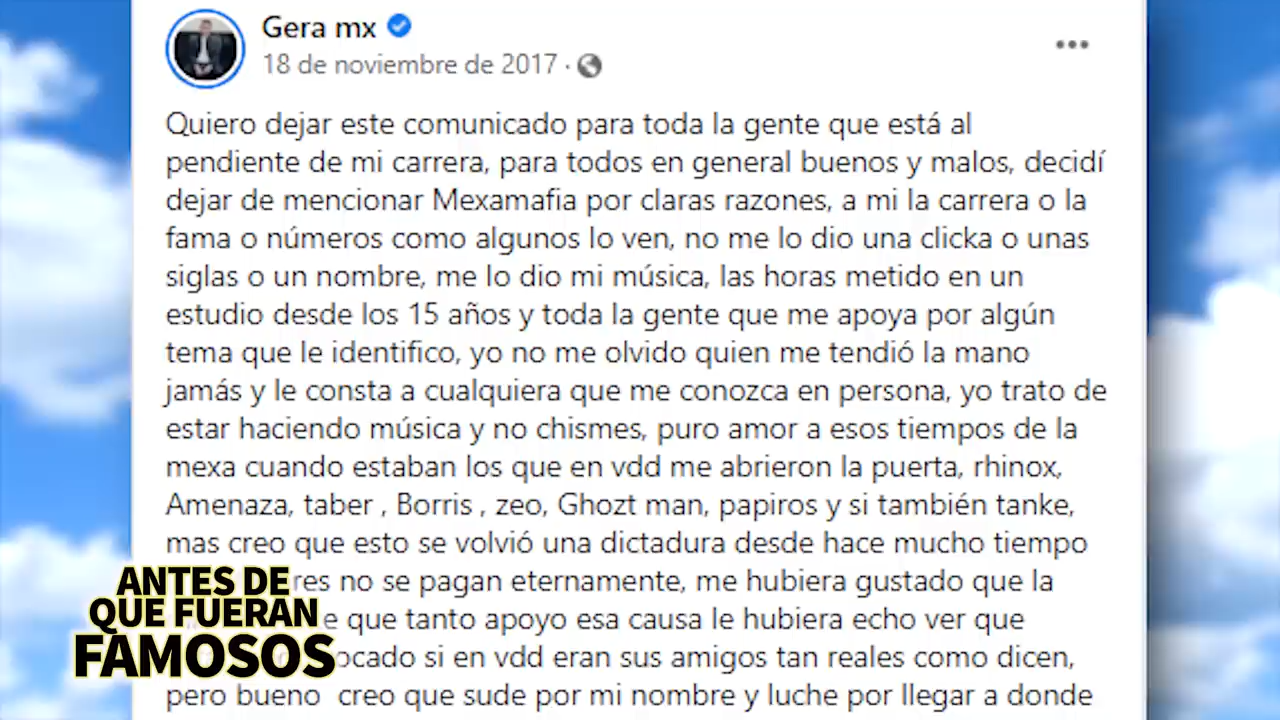 Gera mx
18 de noviembre de 2017 ·
Quiero dejar este comunicado para toda la gente que está al
pendiente de mi carrera, para todos en general buenos y malos, decidí
dejar de mencionar Mexamafia por claras razones, a mi la carrera o la
fama o números como algunos lo ven, no me lo dio una clicka o unas
siglas o un nombre, me lo dio mi música, las horas metido en un
estudio desde los 15 años y toda la gente que me apoya por algún
tema que le identifico, yo no me olvido quien me tendió la mano
jamás y le consta a cualquiera que me conozca en persona, yo trato de
estar haciendo música y no chismes, puro amor a esos tiempos de la
mexa cuando estaban los que en vdd me abrieron la puerta, rhinox,
Amenaza, taber , Borris , zeo, Ghozt man, papiros y si también tanke,
mas creo que esto se volvió una dictadura desde hace mucho tiempo
no se pagan eternamente, me hubiera gustado que la
que tanto apoyo esa causa le hubiera echo ver que
si en vdd eran sus amigos tan reales como dicen,
pero bueno creo que sude por mi nombre y luche por llegar a donde
ANTES DE
QUE FUERAN
FAMOSOS